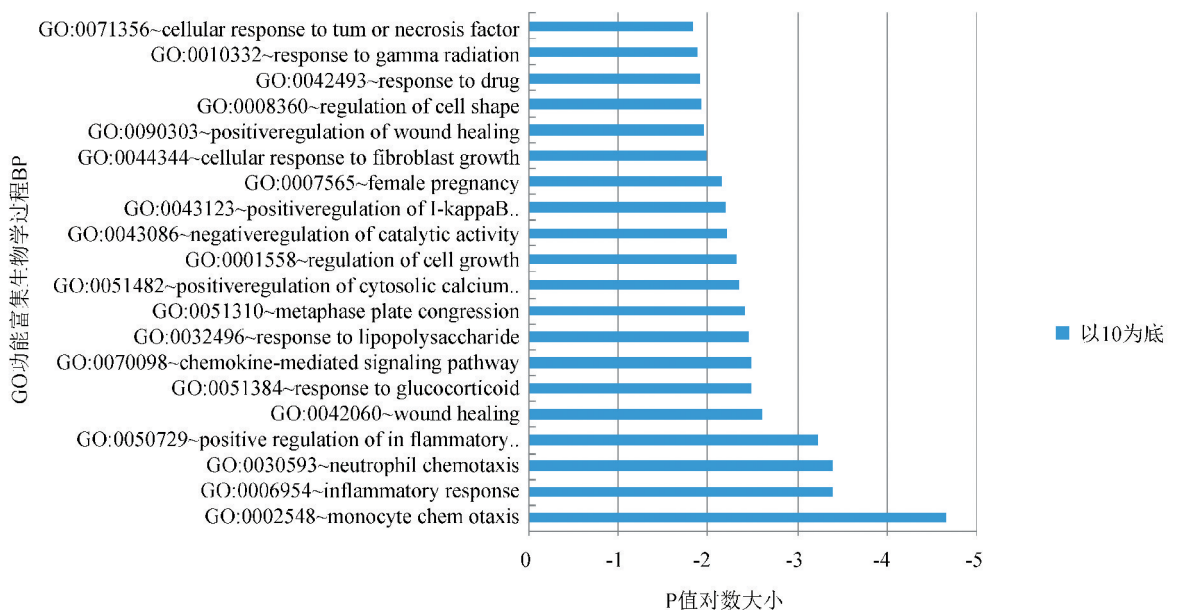 GO功能富集生物学过程BP
GO:0071356~cellular response to tum or necrosis factor
GO:0010332~response to gamma radiation
GO:0042493~response to drug
GO:0008360~regulation of cell shape
GO:0090303~positiveregulation of wound healing
GO:0044344~cellular response to fibroblast growth
GO:0007565~female pregnancy
GO:0043123~positiveregulation of I-kappaB..
GO:0043086~negativeregulation of catalytic activity
GO:0001558~regulation of cell growth
GO:0051482~positiveregulation of cytosolic calcium..
GO:0051310~metaphase plate congression
GO:0032496~response to lipopolysaccharide
GO:0070098~chemokine-mediated signaling pathway
GO:0051384~response to glucocorticoid
GO:0042060~wound healing
GO:0050729~positive regulation of in flammatory..
GO:0030593~neutrophil chemotaxis
GO:0006954~inflammatory response
GO:0002548~monocyte chem otaxis
0 -1 -2 -3 -4 -5
P值对数大小
以10为底